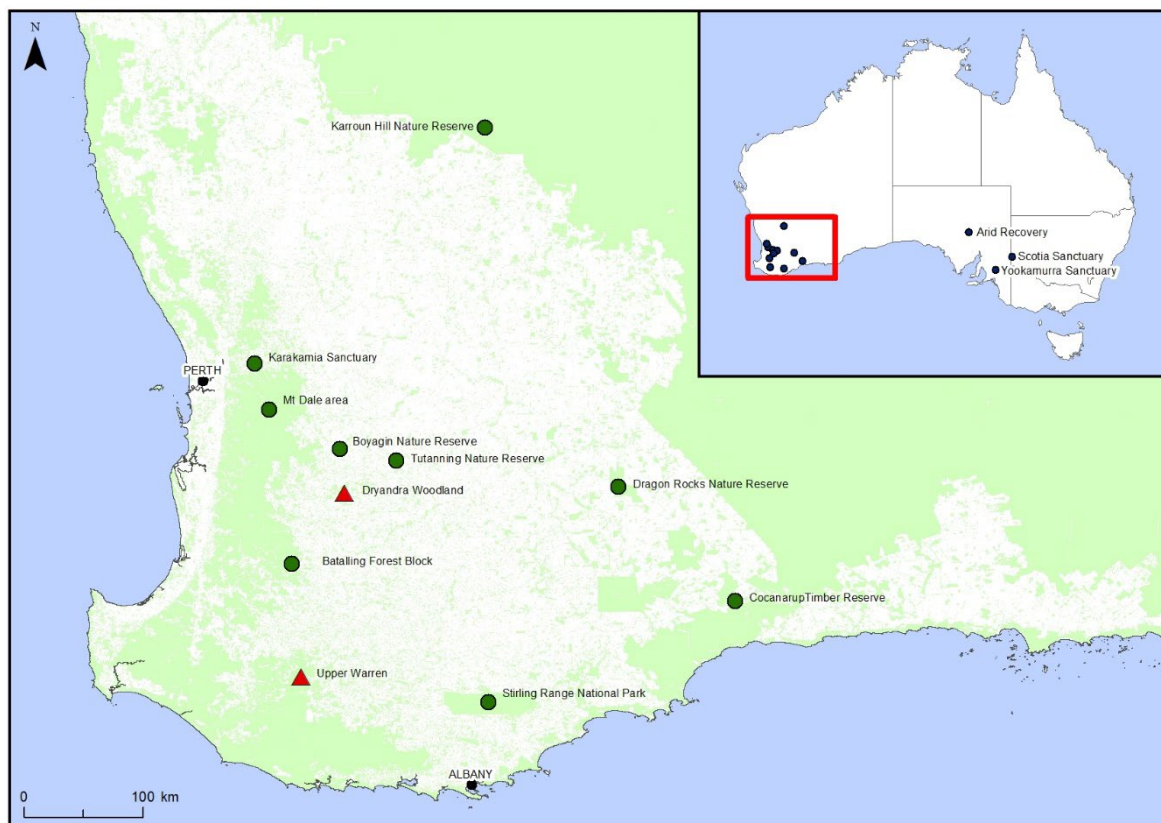 N
Karroun Hill Nature Reserve
Arid Recovery
Scotia Sanctuary
Yookamurra Sanctuary
Karakamia Sanctuary
PERTH
Mt Dale area
Boyagin Nature Reserve
Tutanning Nature Reserve
Dragon Rocks Nature Reserve
Dryandra Woodland
Batalling Forest Block
CocanarupTimber Reserve
Upper Warren
Stirling Range National Park
ALBANY
0 100 km